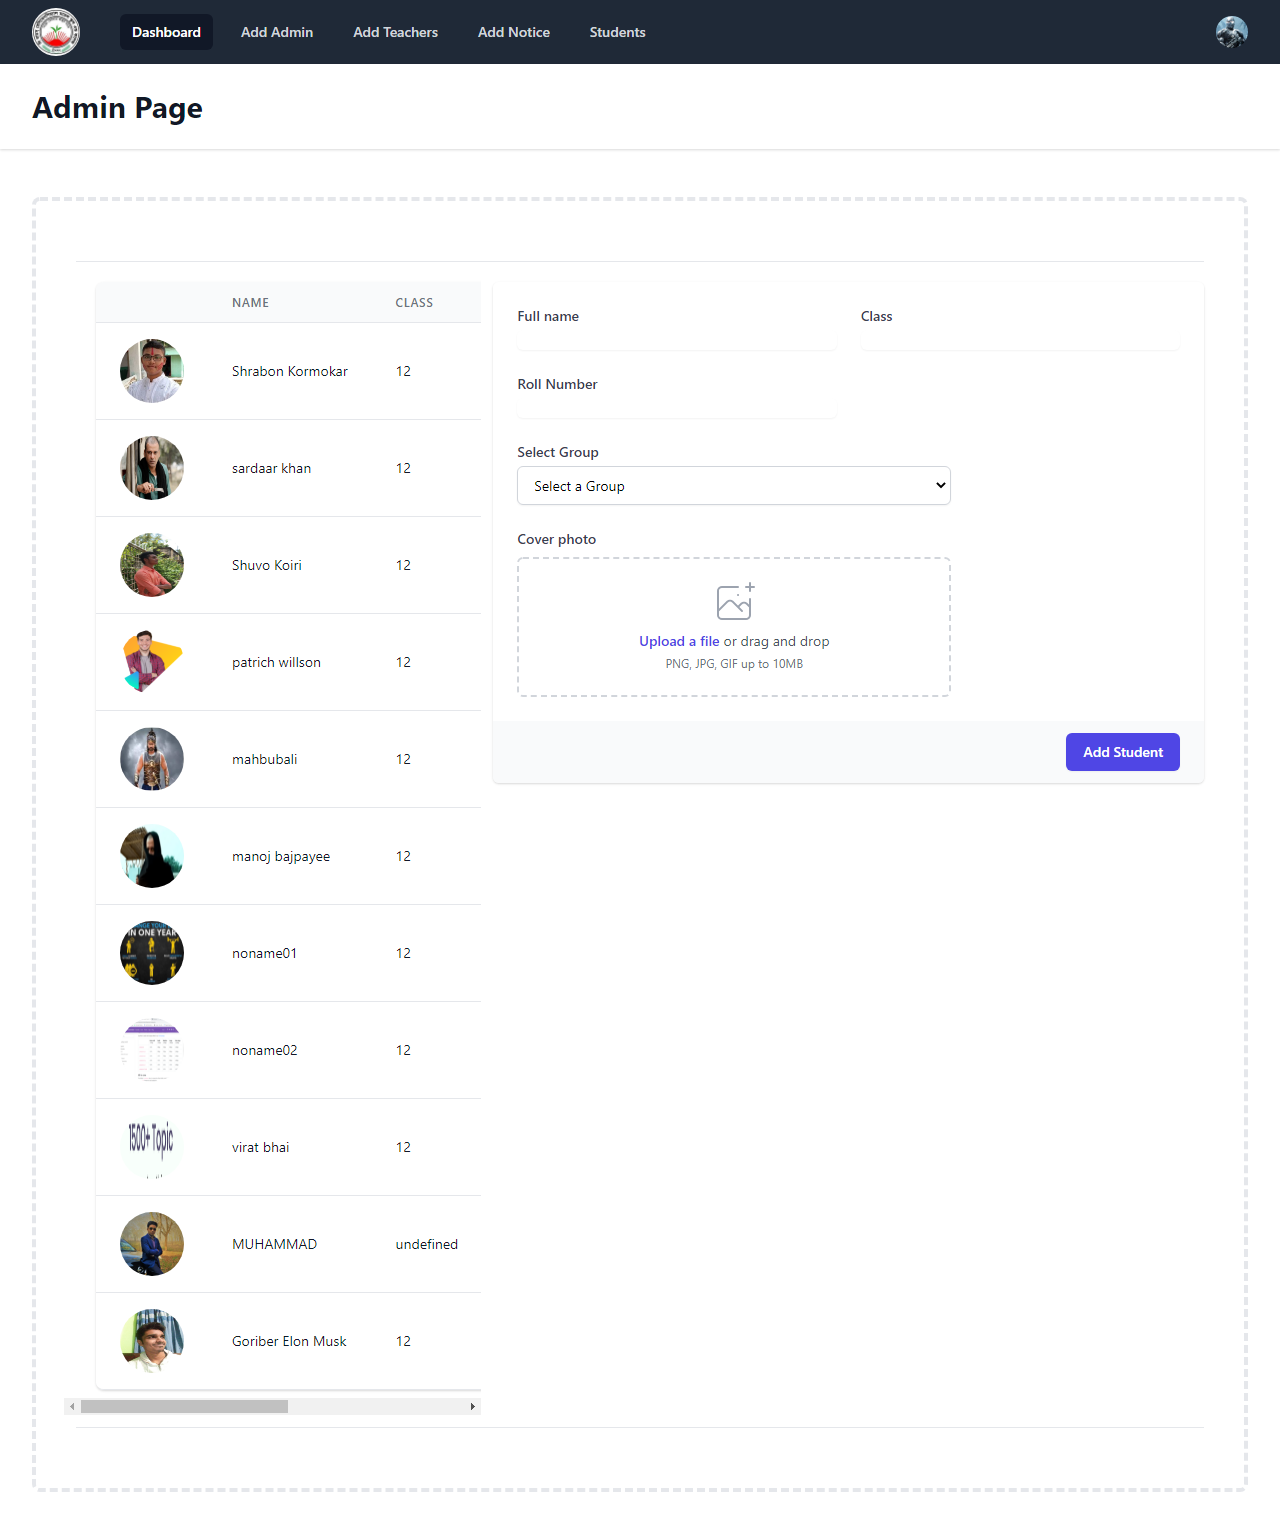 Dashboard Add Admin Add Teachers Add Notice Students
Admin Page
NAME CLASS
Shrabon Kormokar 12
sardaar khan 12
Shuvo Koiri 12
patrich willson 12
mahbubali 12
manoj bajpayee 12
IN ONE YEAR
noname01 12
noname02 12
1500+ Topic
virat bhai 12
MUHAMMAD undefined
Goriber Elon Musk 12
Full name Class
Roll Number
Select Group
Select a Group
Cover photo
Upload a file or drag and drop
PNG, JPG, GIF up to 10MB
Add Student